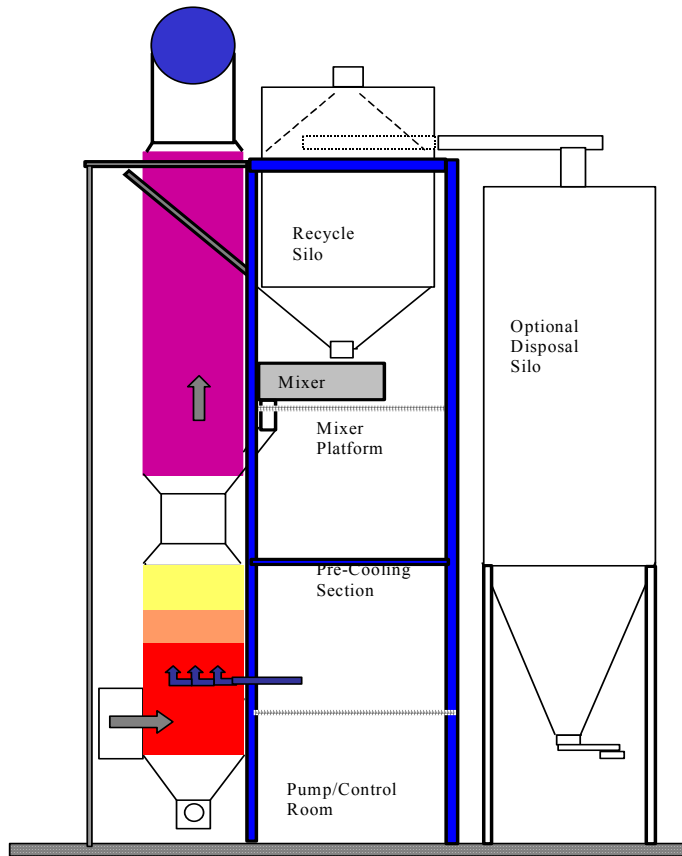 Recycle
Silo
Optional
Disposal
Silo
Mixer
Mixer
Platform
Pre-Cooling
Section
Pump/Control
Room